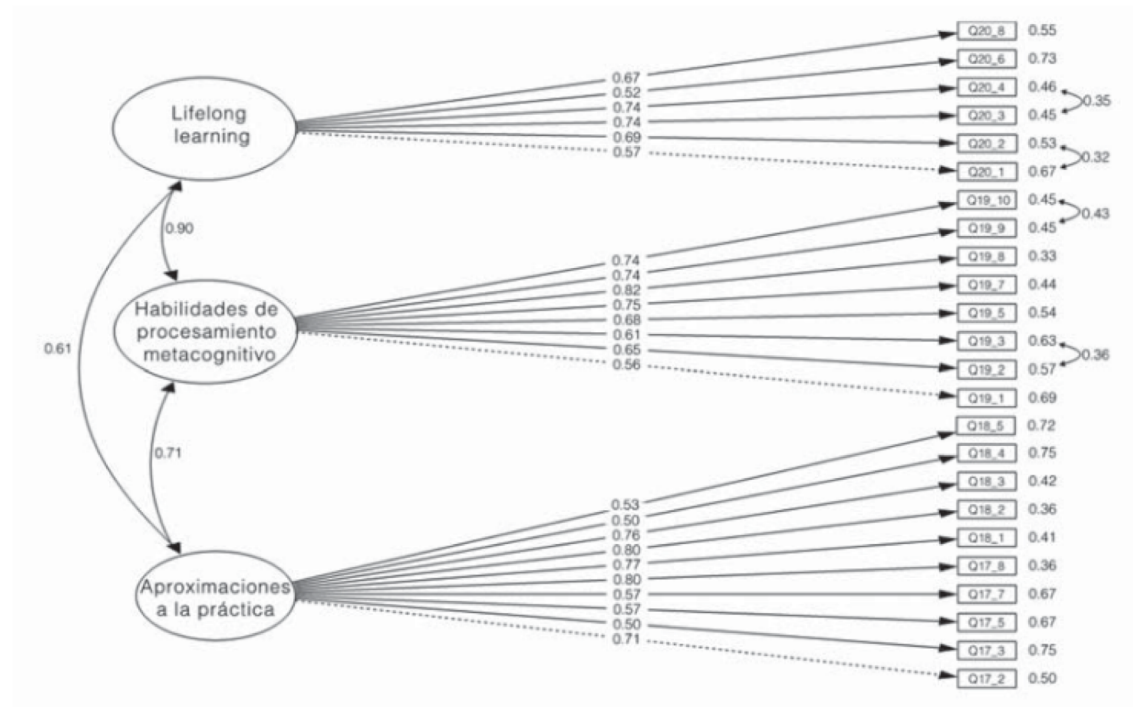 Lifelong
learning
0.67
0.52
0.74
0.74
0.69
0.57
Q20_8 0.55
Q20_6 0.73
Q20_4 0.46
Q20_3 0.45
0.35
Q20_2 0.53
Q20_1 0.67
0.32
0.90
Habilidades de
procesamiento
metacognitivo
0.74
0.74
0.82
0.75
0.68
0.61
0.65
0.56
Q19_10 0.45
Q19_9 0.45
0.43
Q19_8 0.33
Q19_7 0.44
Q19_5 0.54
Q19_3 0.63
Q19_2 0.57
0.36
Q19_1 0.69
0.61
0.71
Aproximaciones
a la práctica
0.53
0.50
0.76
0.80
0.77
0.80
0.57
0.57
0.50
0.71
Q18_5 0.72
Q18_4 0.75
Q18_3 0.42
Q18_2 0.36
Q18_1 0.41
Q17_8 0.36
Q17_7 0.67
Q17_5 0.67
Q17_3 0.75
Q17_2 0.50